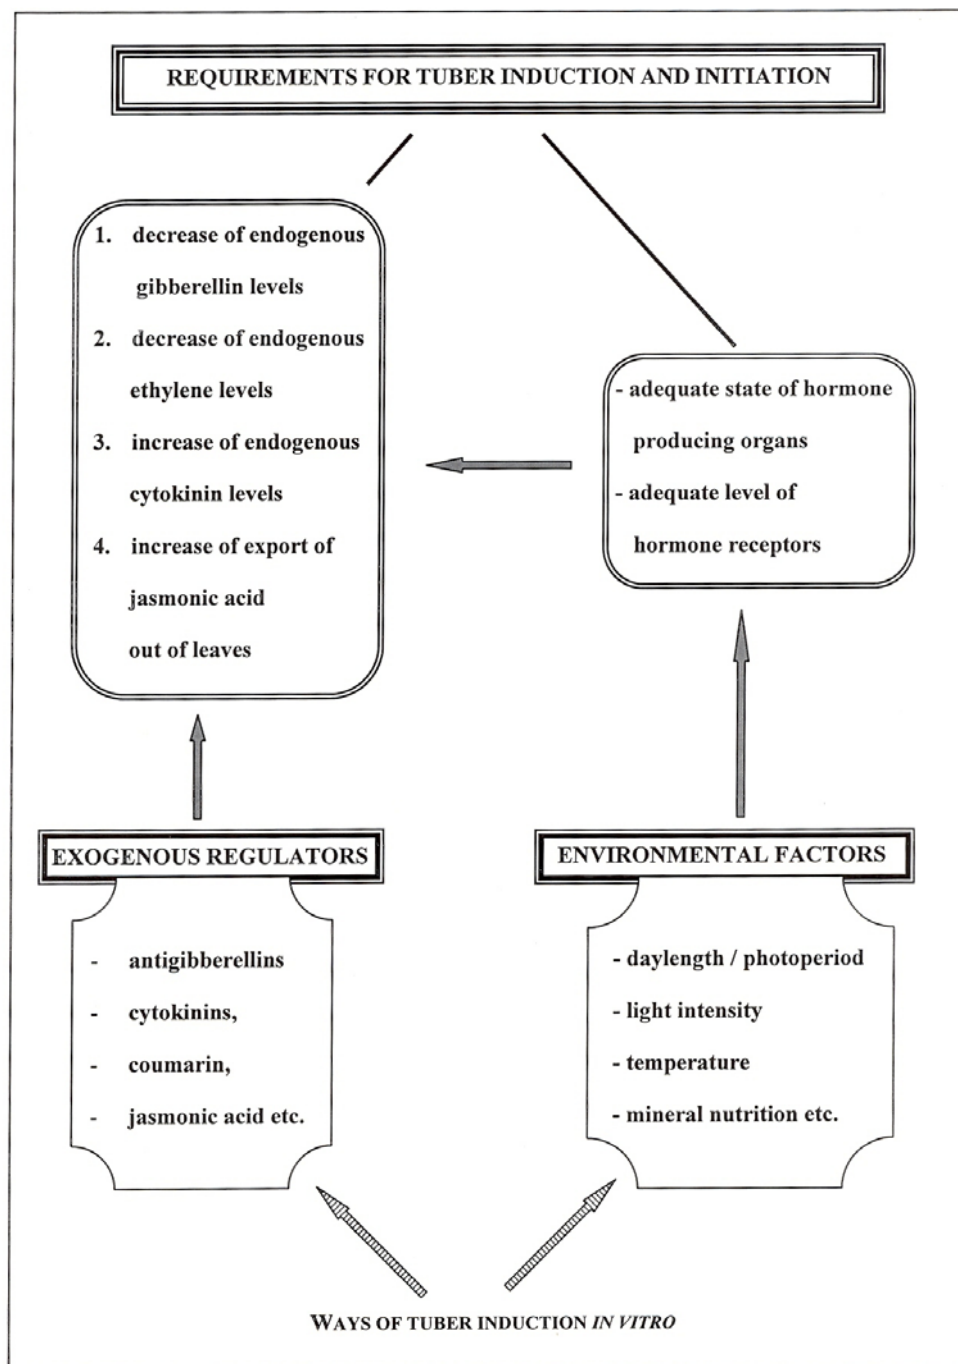 REQUIREMENTS FOR TUBER INDUCTION AND INITIATION
1. decrease of endogenous
gibberellin levels
2. decrease of endogenous
ethylene levels
3. increase of endogenous
cytokinin levels
4. increase of export of
jasmonic acid
out of leaves
- adequate state of hormone
producing organs
- adequate level of
hormone receptors
EXOGENOUS REGULATORS
- antigibberellins
- cytokinins,
- coumarin,
- jasmonic acid etc.
ENVIRONMENTAL FACTORS
- daylength / photoperiod
- light intensity
- temperature
- mineral nutrition etc.
WAYS OF TUBER INDUCTION IN VITRO